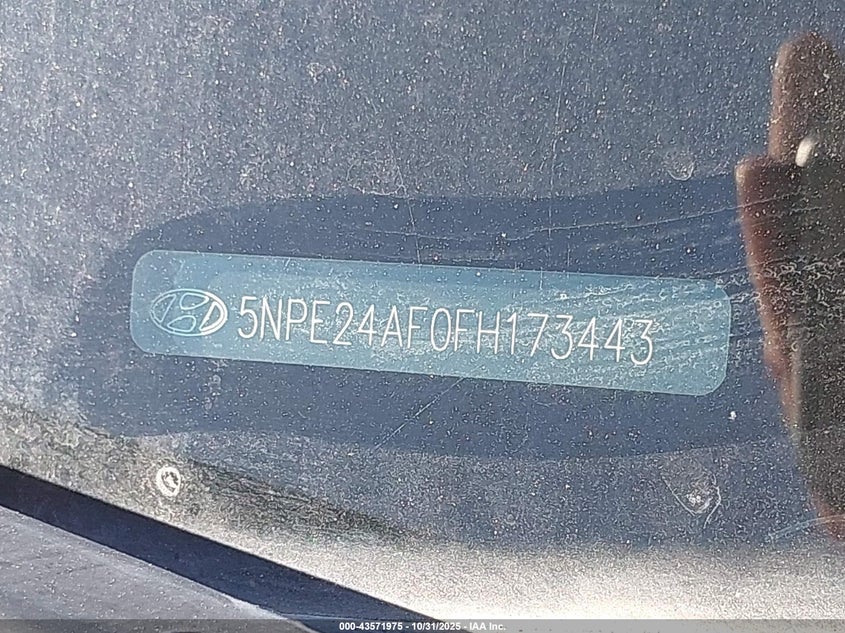 5NPE24AF0FH173443
000-43571975 - 10/31/2025 - IAA Inc.